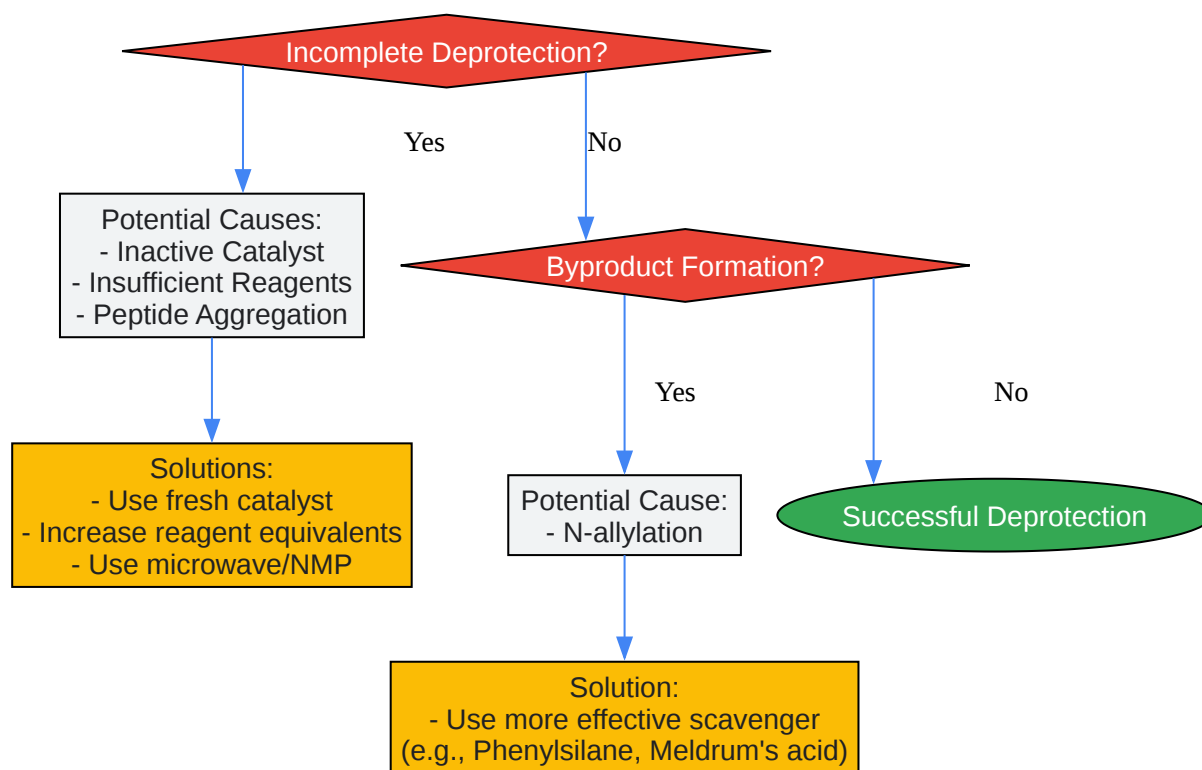 Incomplete Deprotection?
Yes
No
Potential Causes:
- Inactive Catalyst
- Insufficient Reagents
- Peptide Aggregation
Byproduct Formation?
Yes
No
Solutions:
- Use fresh catalyst
- Increase reagent equivalents
- Use microwave/NMP
Potential Cause:
- N-allylation
Successful Deprotection
Solution:
- Use more effective scavenger
(e.g., Phenylsilane, Meldrum's acid)